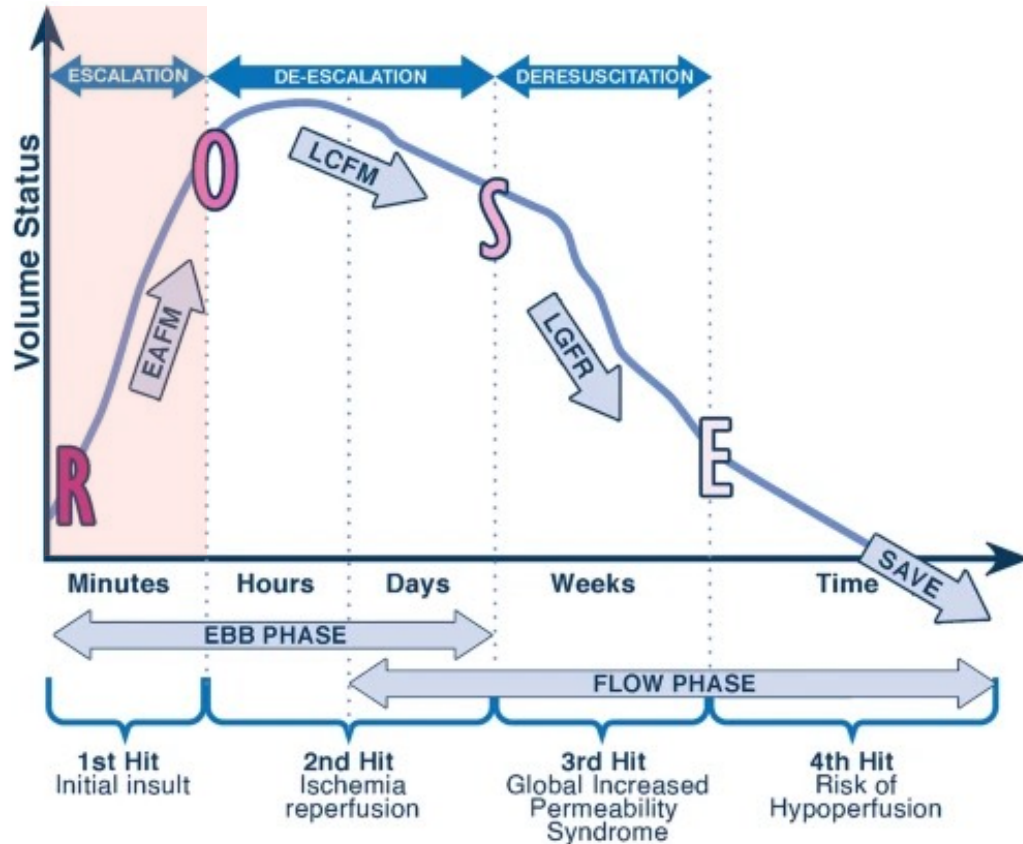 ESCALATION
DE-ESCALATION
DERESUSCITATION
Volume Status
R
EAFM
O
LCFM
S
LGFR
E
SAVE
Minutes
Hours
Days
Weeks
Time
EBB PHASE
FLOW PHASE
1st Hit
Initial insult
2nd Hit
Ischemia
reperfusion
3rd Hit
Global Increased
Permeability
Syndrome
4th Hit
Risk of
Hypoperfusion